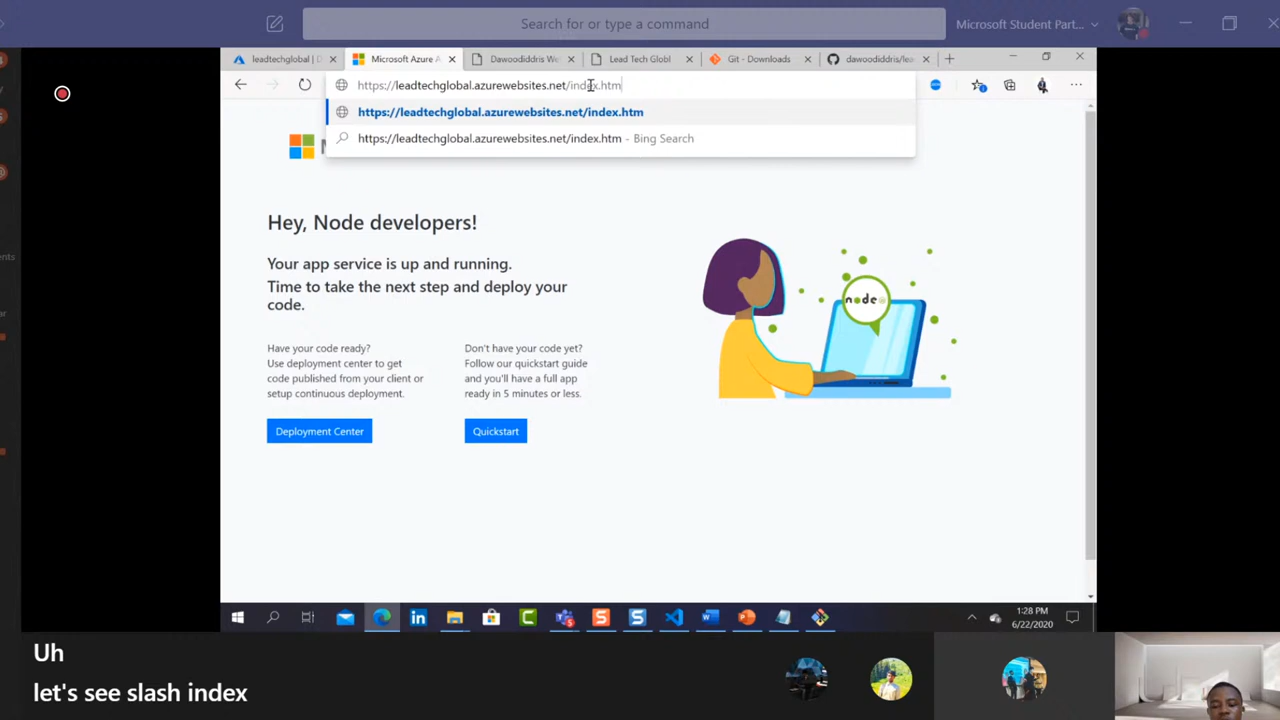 Search for or type a command
Microsoft Student Part...
leadtechglobal | D
Microsoft Azure A
Dawoodiddris We
Lead Tech Globl
Git - Downloads
dawoodiddris/lea
https://leadtechglobal.azurewebsites.net/index.htm
https://leadtechglobal.azurewebsites.net/index.htm
https://leadtechglobal.azurewebsites.net/index.htm - Bing Search
Hey, Node developers!
Your app service is up and running.
Time to take the next step and deploy your
code.
Have your code ready?
Use deployment center to get
code published from your client or
setup continuous deployment.
Don't have your code yet?
Follow our quickstart guide
and you'll have a full app
ready in 5 minutes or less.
Deployment Center
Quickstart
node
1:28 PM
6/22/2020
Uh
let's see slash index